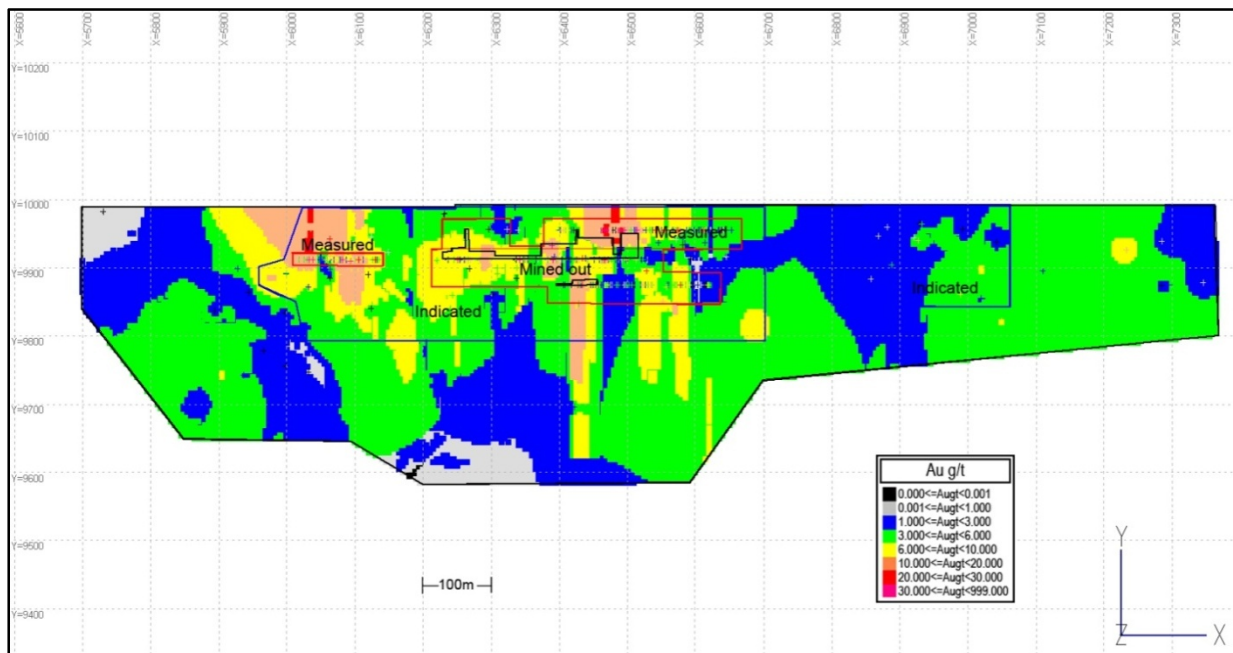 X=5600
X=5700
X=5800
X=5900
X=6000
X=6100
X=6200
X=6300
X=6400
X=6500
X=6600
X=6700
X=6800
X=6900
X=7000
X=7100
X=7200
X=7300
Y=10200
Y=10100
Y=10000
Y=9900
Y=9800
Y=9700
Y=9600
Y=9500
Y=9400
Measured
Measured
Mined out
Indicated
Indicated
100m
Au g/t
0.000<=Augt<0.001
0.001<=Augt<1.000
1.000<=Augt<3.000
3.000<=Augt<6.000
6.000<=Augt<10.000
10.000<=Augt<20.000
20.000<=Augt<30.000
30.000<=Augt<999.000
Y
Z
X